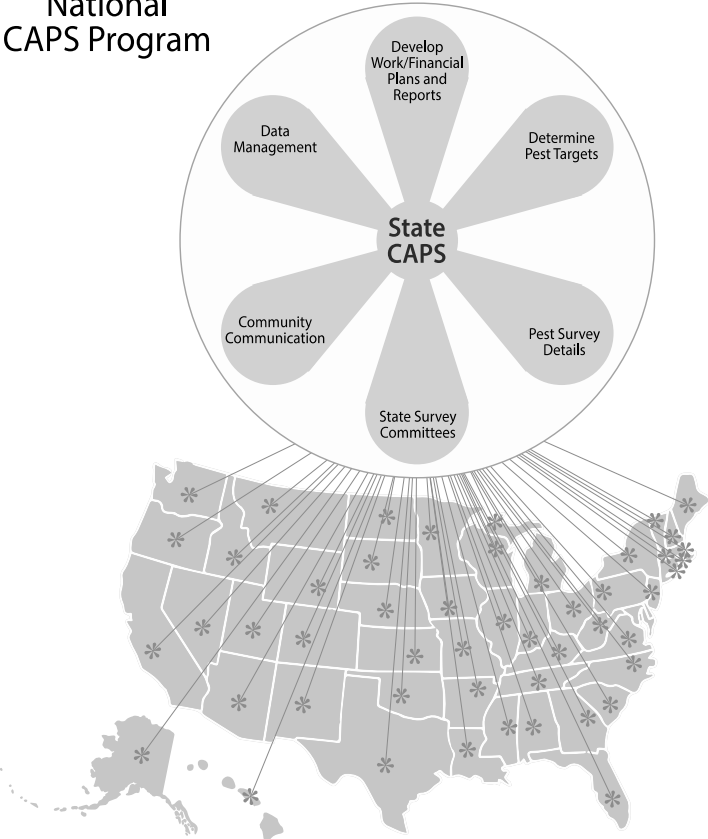 National
CAPS Program
Develop
Work/Financial
Plans and
Reports
Data
Management
Determine
Pest Targets
State
CAPS
Community
Communication
Pest Survey
Details
State Survey
Committees